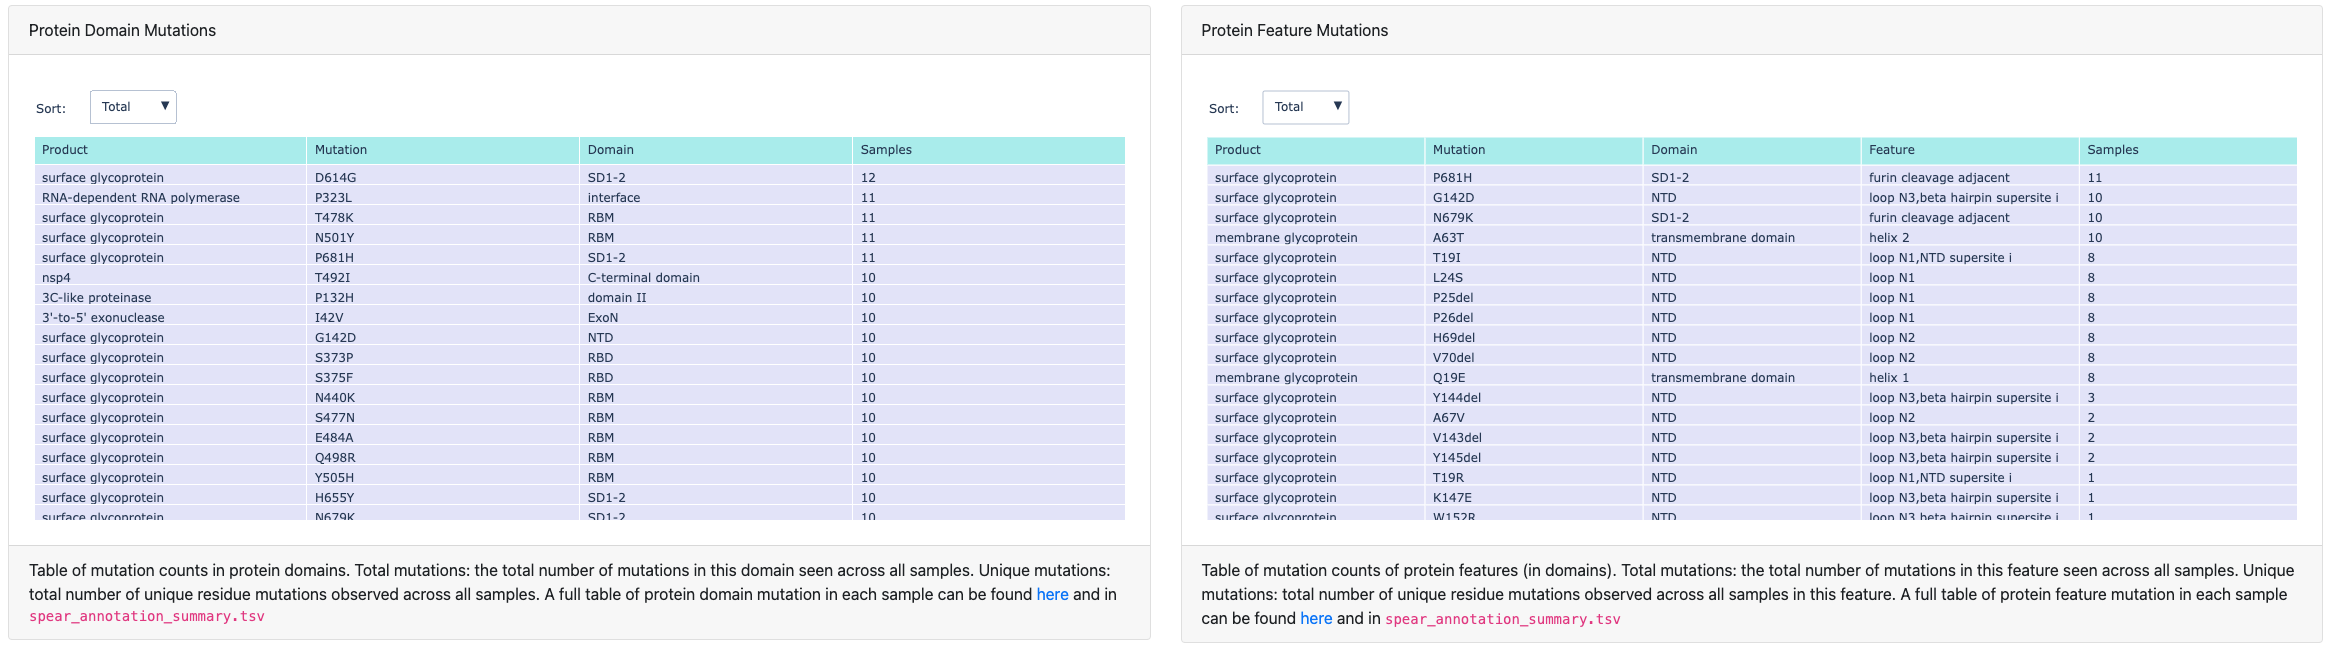 Protein Domain Mutations
Sort: Total ▼
Product Mutation Domain Samples
surface glycoprotein D614G SD1-2 12
RNA-dependent RNA polymerase P323L interface 11
surface glycoprotein T478K RBM 11
surface glycoprotein N501Y RBM 11
surface glycoprotein P681H SD1-2 11
nsp4 T492I C-terminal domain 10
3C-like proteinase P132H domain II 10
3'-to-5' exonuclease I42V ExoN 10
surface glycoprotein G142D NTD 10
surface glycoprotein S373P RBD 10
surface glycoprotein S375F RBD 10
surface glycoprotein N440K RBM 10
surface glycoprotein S477N RBM 10
surface glycoprotein E484A RBM 10
surface glycoprotein Q498R RBM 10
surface glycoprotein Y505H RBM 10
surface glycoprotein H655Y SD1-2 10
surface glycoprotein N679K SD1-2 10
Table of mutation counts in protein domains. Total mutations: the total number of mutations in this domain seen across all samples. Unique mutations:
total number of unique residue mutations observed across all samples. A full table of protein domain mutation in each sample can be found here and in
spear_annotation_summary.tsv
Protein Feature Mutations
Sort: Total ▼
Product Mutation Domain Feature Samples
surface glycoprotein P681H SD1-2 furin cleavage adjacent 11
surface glycoprotein G142D NTD loop N3,beta hairpin supersite i 10
surface glycoprotein N679K SD1-2 furin cleavage adjacent 10
membrane glycoprotein A63T transmembrane domain helix 2 10
surface glycoprotein T19I NTD loop N1,NTD supersite i 8
surface glycoprotein L24S NTD loop N1 8
surface glycoprotein P25del NTD loop N1 8
surface glycoprotein P26del NTD loop N1 8
surface glycoprotein H69del NTD loop N2 8
surface glycoprotein V70del NTD loop N2 8
membrane glycoprotein Q19E transmembrane domain helix 1 8
surface glycoprotein Y144del NTD loop N3,beta hairpin supersite i 3
surface glycoprotein A67V NTD loop N2 2
surface glycoprotein V143del NTD loop N3,beta hairpin supersite i 2
surface glycoprotein Y145del NTD loop N3,beta hairpin supersite i 2
surface glycoprotein T19R NTD loop N1,NTD supersite i 1
surface glycoprotein K147E NTD loop N3,beta hairpin supersite i 1
surface glycoprotein W152R NTD loop N3,beta hairpin supersite i 1
Table of mutation counts of protein features (in domains). Total mutations: the total number of mutations in this feature seen across all samples. Unique
mutations: total number of unique residue mutations observed across all samples in this feature. A full table of protein feature mutation in each sample
can be found here and in spear_annotation_summary.tsv